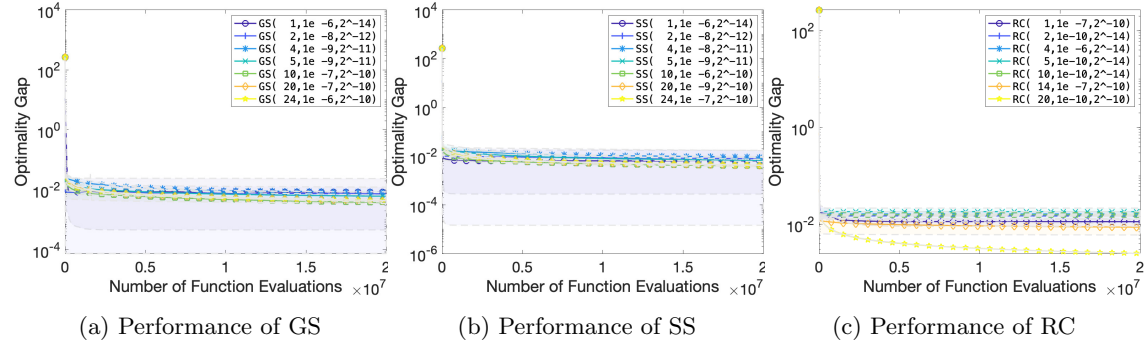 10^4
10^2
10^0
10^-2
10^-4
Optimality Gap
GS( 1,1e -6,2^-14)
GS( 2,1e -8,2^-12)
GS( 4,1e -9,2^-11)
GS( 5,1e -9,2^-11)
GS( 10,1e -7,2^-10)
GS( 20,1e -7,2^-10)
GS( 24,1e -6,2^-10)
0 0.5 1 1.5 2
Number of Function Evaluations ×10^7
(a) Performance of GS
10^4
10^2
10^0
10^-2
10^-4
10^-6
Optimality Gap
SS( 1,1e -6,2^-14)
SS( 2,1e -8,2^-12)
SS( 4,1e -8,2^-11)
SS( 5,1e -9,2^-11)
SS( 10,1e -6,2^-10)
SS( 20,1e -9,2^-10)
SS( 24,1e -7,2^-10)
0 0.5 1 1.5 2
Number of Function Evaluations ×10^7
(b) Performance of SS
10^2
10^0
10^-2
Optimality Gap
RC( 1,1e -7,2^-10)
RC( 2,1e-10,2^-14)
RC( 4,1e -6,2^-14)
RC( 5,1e-10,2^-14)
RC( 10,1e-10,2^-14)
RC( 14,1e -7,2^-10)
RC( 20,1e-10,2^-10)
0 0.5 1 1.5 2
Number of Function Evaluations ×10^7
(c) Performance of RC